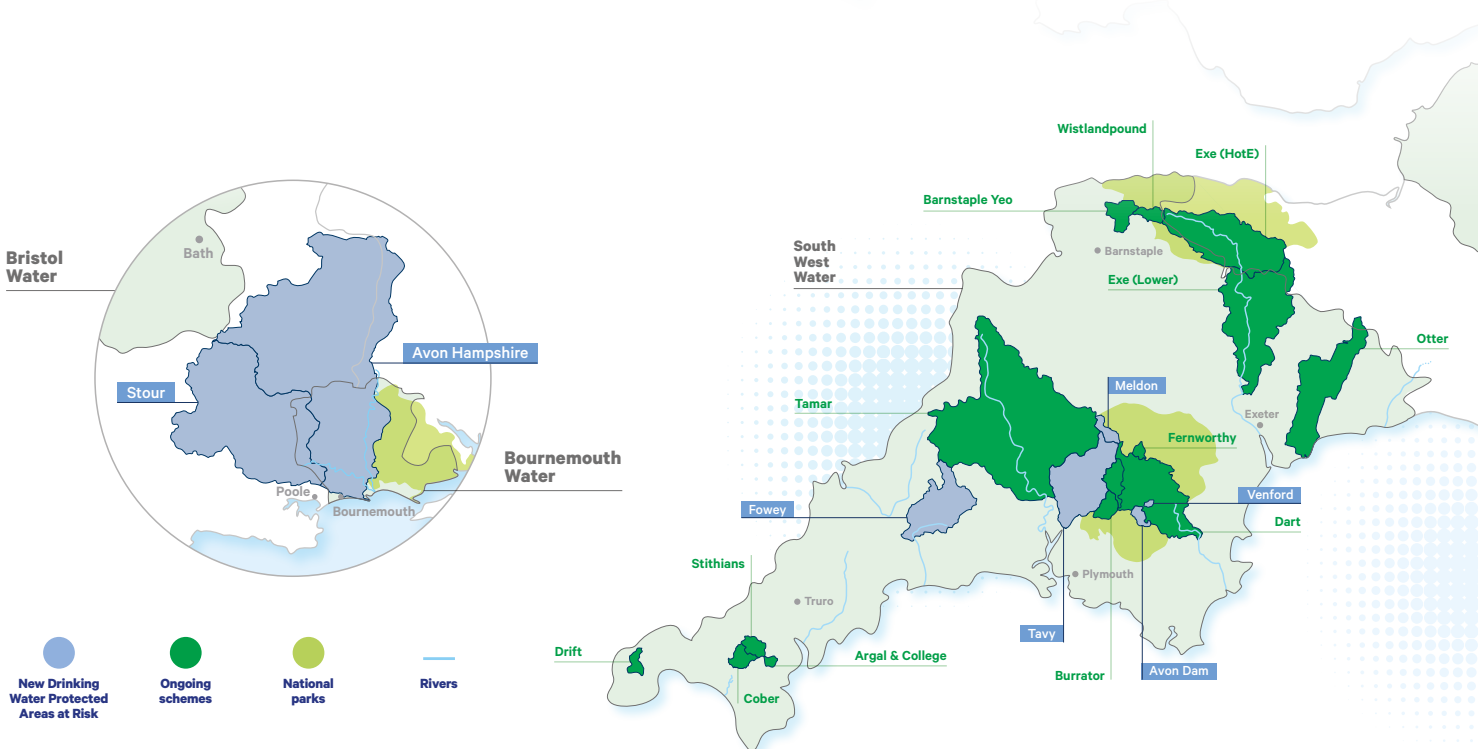 Bristol
Water
Bath
Stour
Avon Hampshire
Poole
Bournemouth
Bournemouth
Water
South
West
Water
Wistlandpound
Exe (HotE)
Barnstaple Yeo
Barnstaple
Exe (Lower)
Otter
Tamar
Meldon
Exeter
Fernworthy
Fowey
Venford
Dart
Stithians
Plymouth
Truro
Tavy
Drift
Argal & College
Burrator
Avon Dam
Cober
New Drinking
Water Protected
Areas at Risk
Ongoing
schemes
National
parks
Rivers